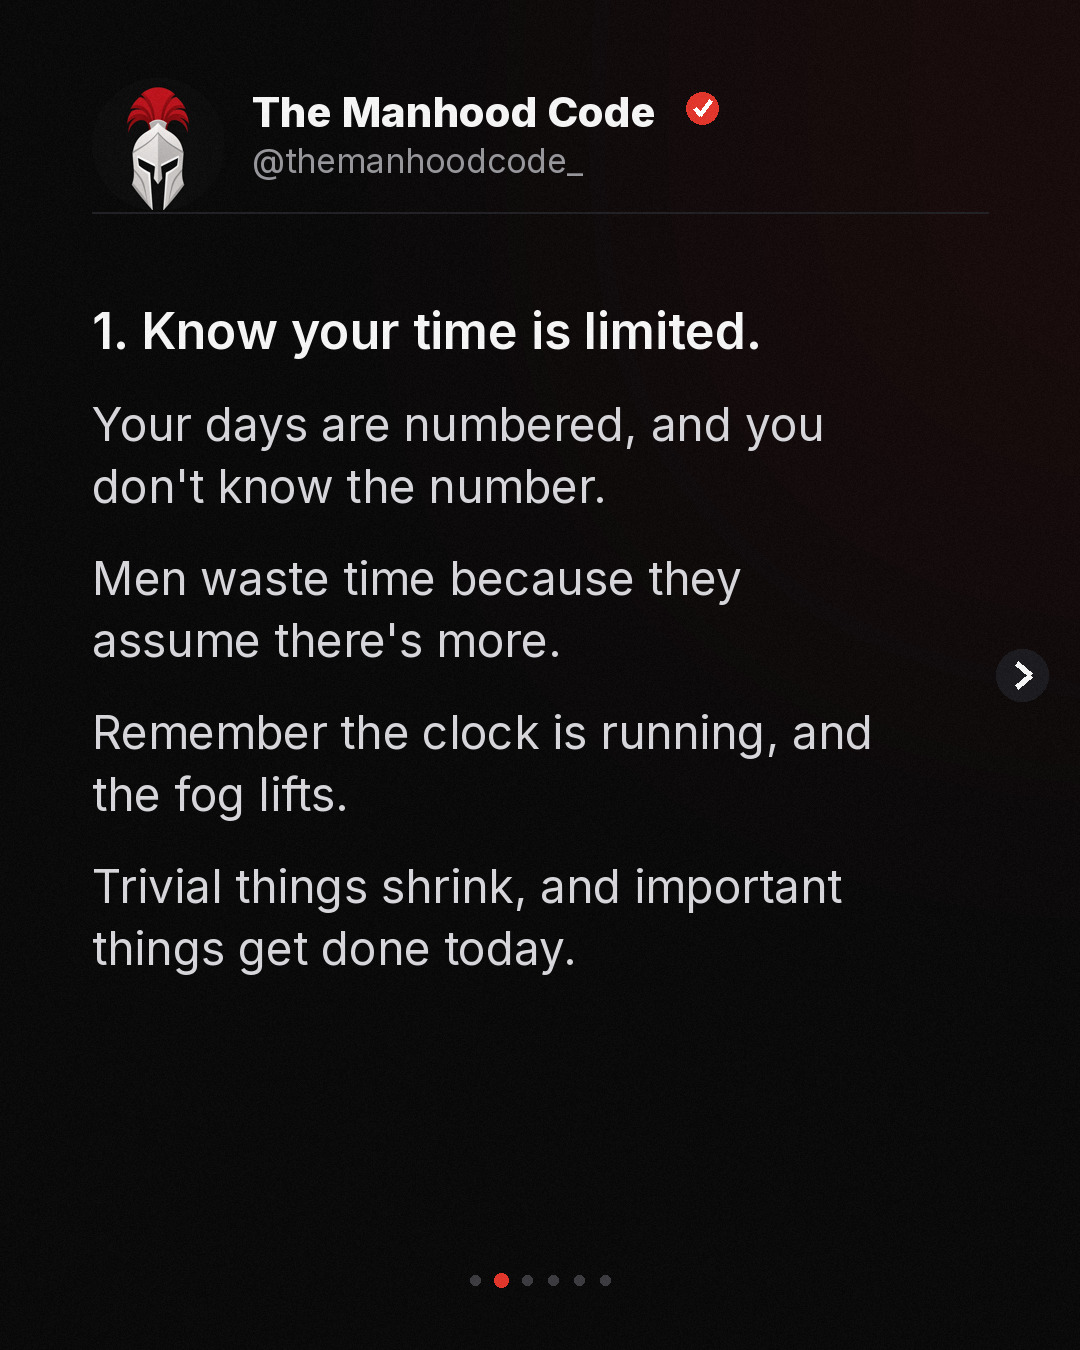 The Manhood Code
@themanhoodcode_
1. Know your time is limited.
Your days are numbered, and you
don't know the number.
Men waste time because they
assume there's more.
Remember the clock is running, and
the fog lifts.
Trivial things shrink, and important
things get done today.